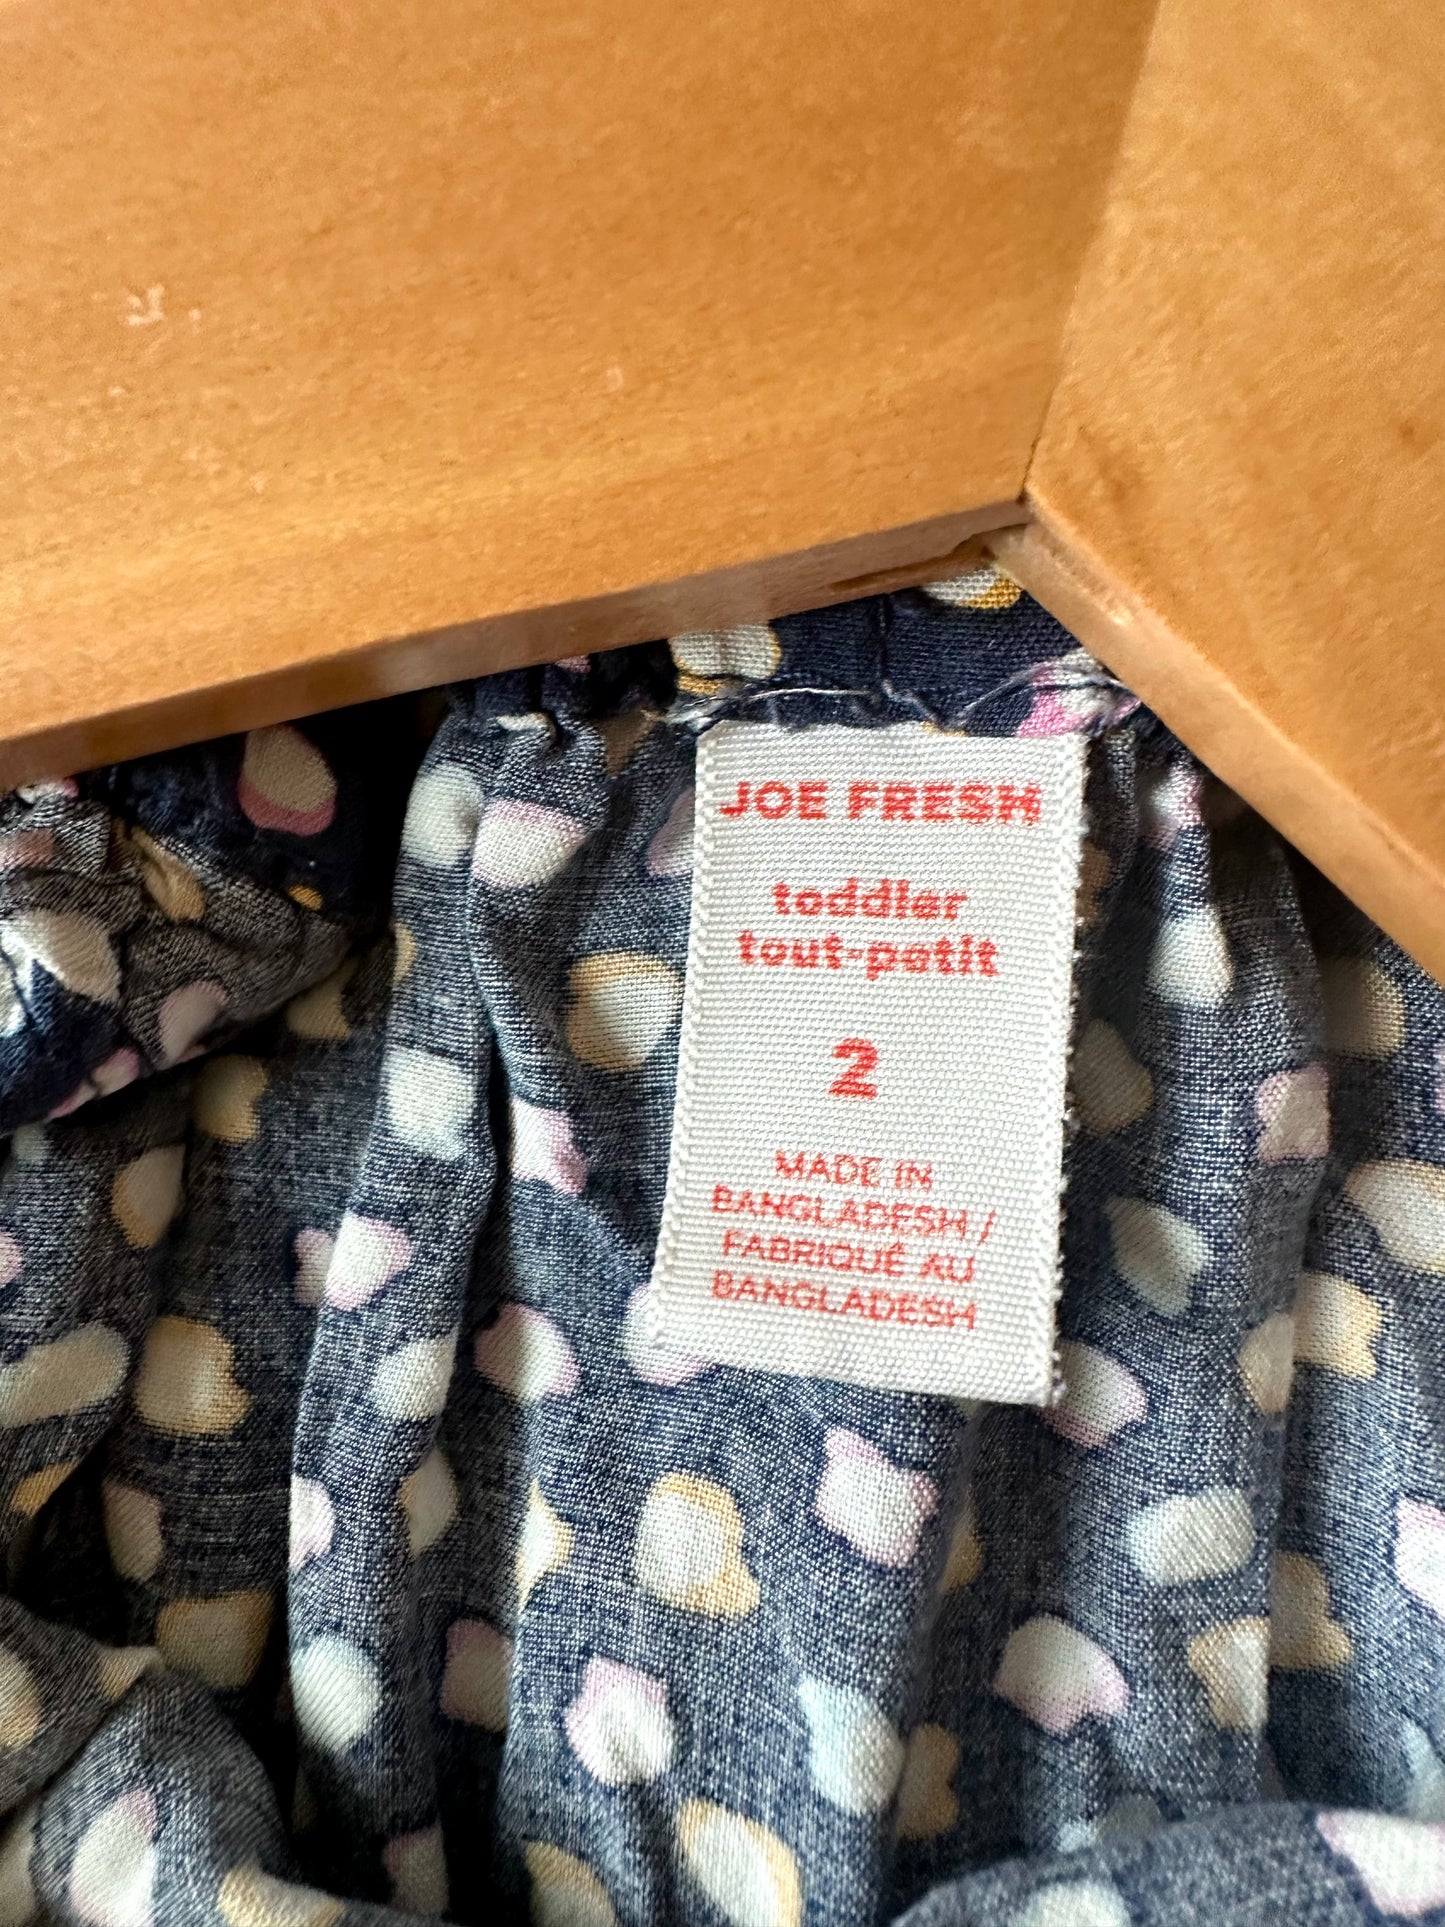 JOE FRESH
toddler
tout-petit
2
MADE IN
BANGLADESH /
FABRIQUÉ AU
BANGLADESH